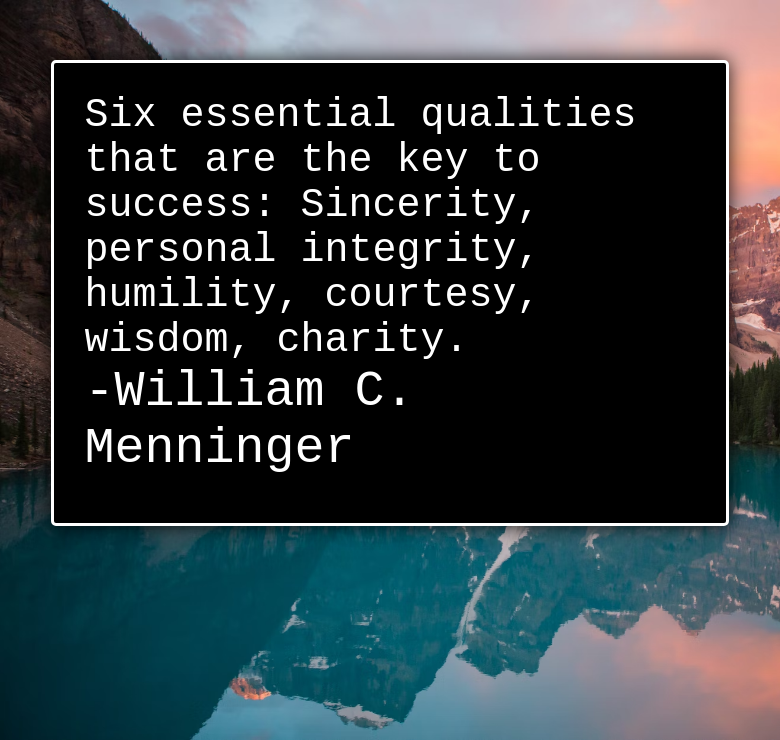 Six essential qualities
that are the key to
success: Sincerity,
personal integrity,
humility, courtesy,
wisdom, charity.
-William C.
Menninger